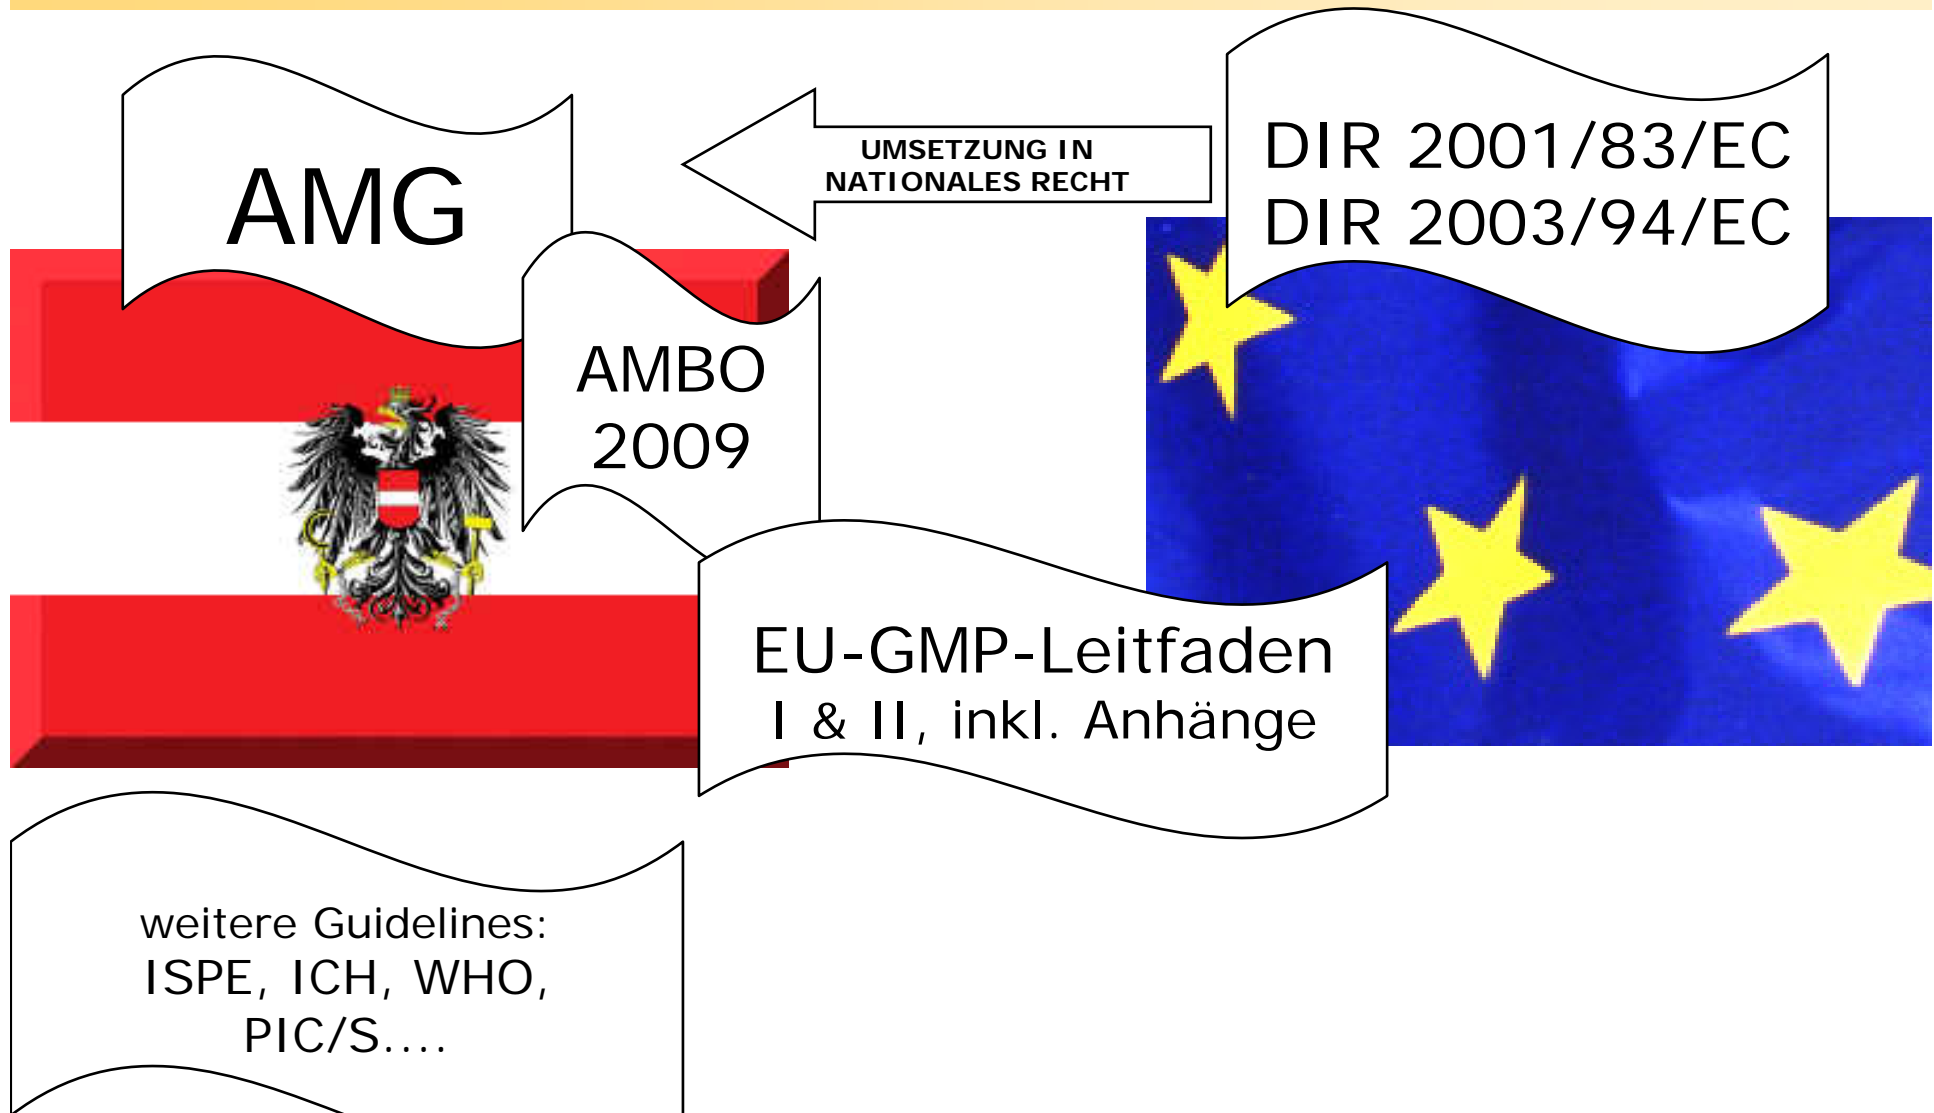 AMG
UMSETZUNG IN
NATIONALES RECHT
DIR 2001/83/EC
DIR 2003/94/EC
AMBO
2009
EU-GMP-Leitfaden
I & II, inkl. Anhänge
weitere Guidelines:
ISPE, ICH, WHO,
PIC/S....